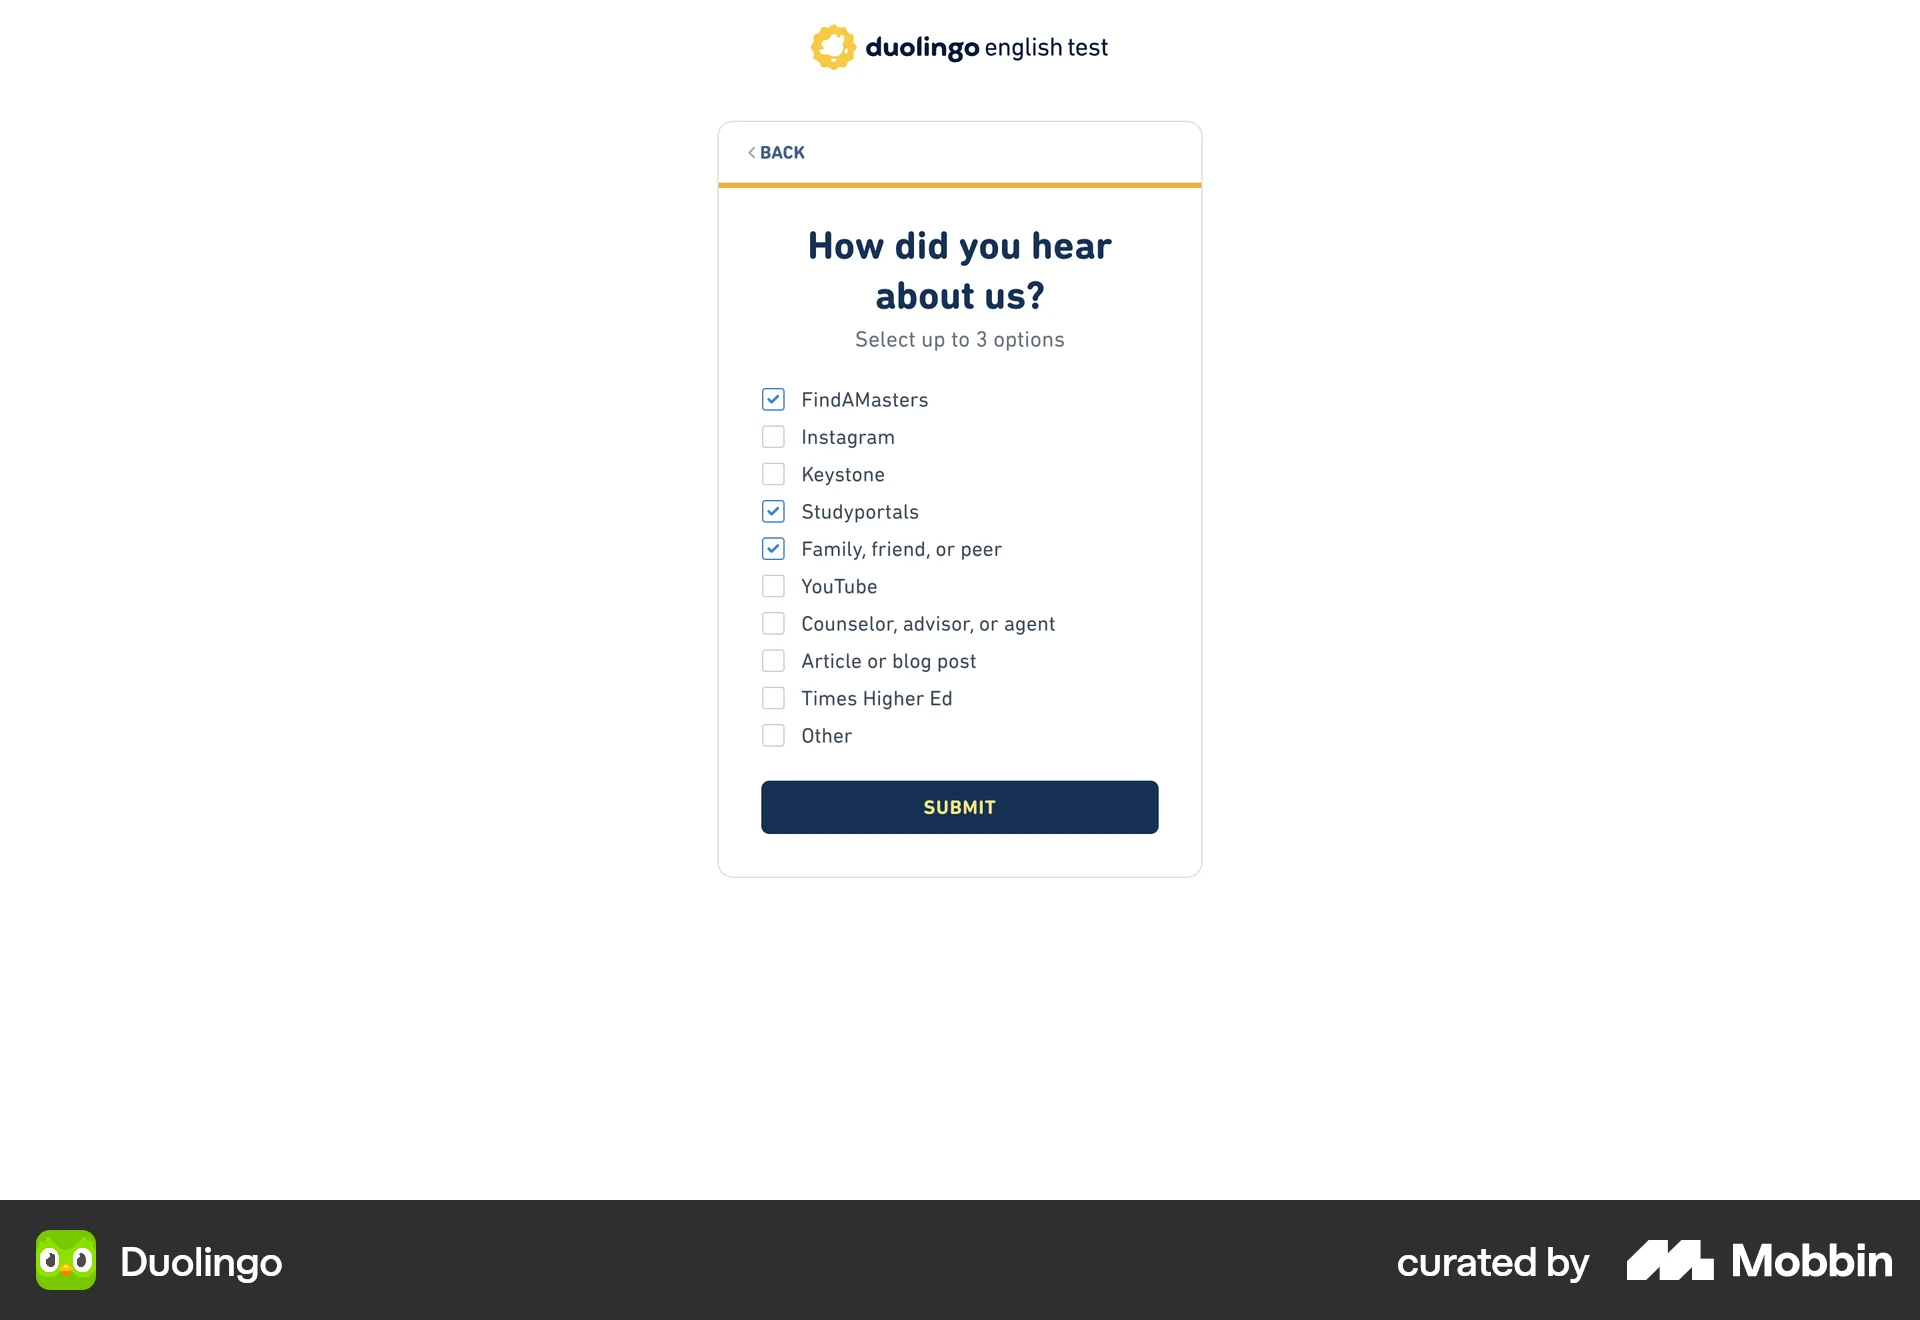 duolingo english test
BACK
How did you hear
about us?
Select up to 3 options
FindAMasters
Instagram
Keystone
Studyportals
Family, friend, or peer
YouTube
Counselor, advisor, or agent
Article or blog post
Times Higher Ed
Other
SUBMIT
Duolingo
curated by Mobbin